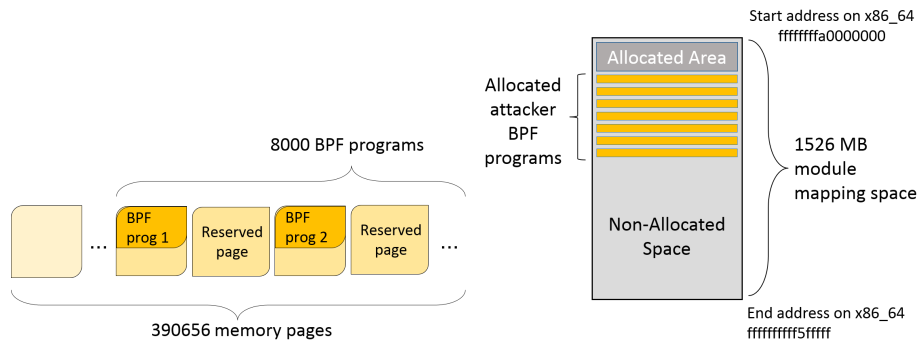 8000 BPF programs
BPF
prog 1
Reserved
page
BPF
prog 2
Reserved
page
...
...
390656 memory pages
Start address on x86_64
ffffffffa0000000
Allocated Area
Allocated
attacker
BPF
programs
1526 MB
module
mapping space
Non-Allocated
Space
End address on x86_64
ffffffffff5fffff